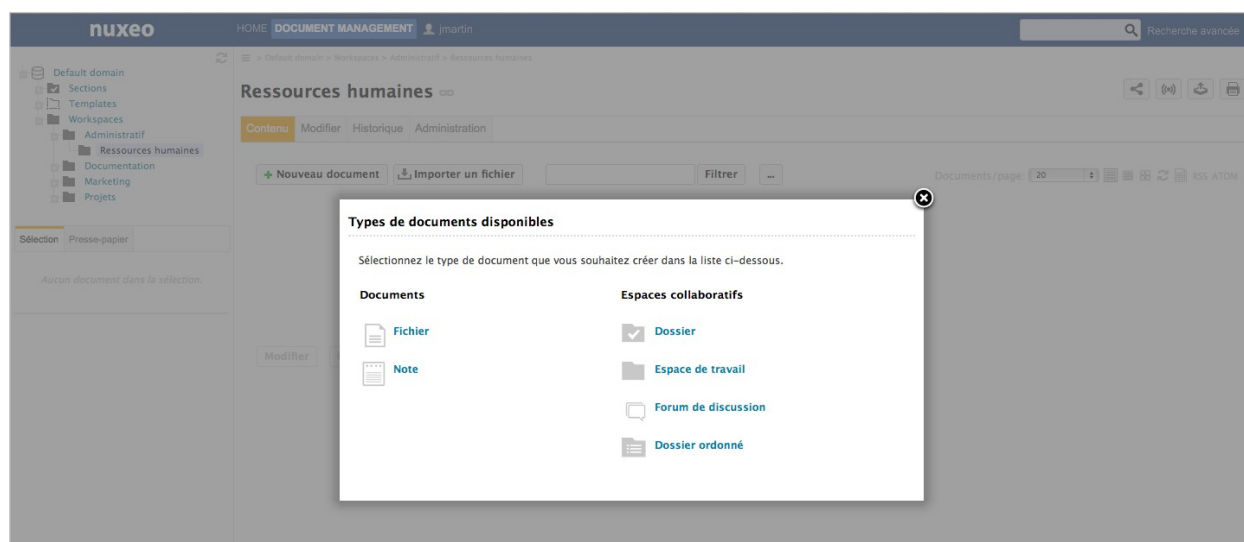 nuxeo
HOME DOCUMENT MANAGEMENT jmartin
Recherche avancée
> Default domain > Workspaces > Administratif > Ressources humaines
Default domain
Sections
Templates
Workspaces
Administratif
Ressources humaines
Documentation
Marketing
Projets
Sélection Presse-papier
Aucun document dans la sélection.
Ressources humaines
Contenu Modifier Historique Administration
+ Nouveau document Importer un fichier Filtrer ...
Documents/page: 20 RSS ATOM
Types de documents disponibles
Sélectionnez le type de document que vous souhaitez créer dans la liste ci-dessous.
Documents
Fichier
Note
Espaces collaboratifs
Dossier
Espace de travail
Forum de discussion
Dossier ordonné
Modifier